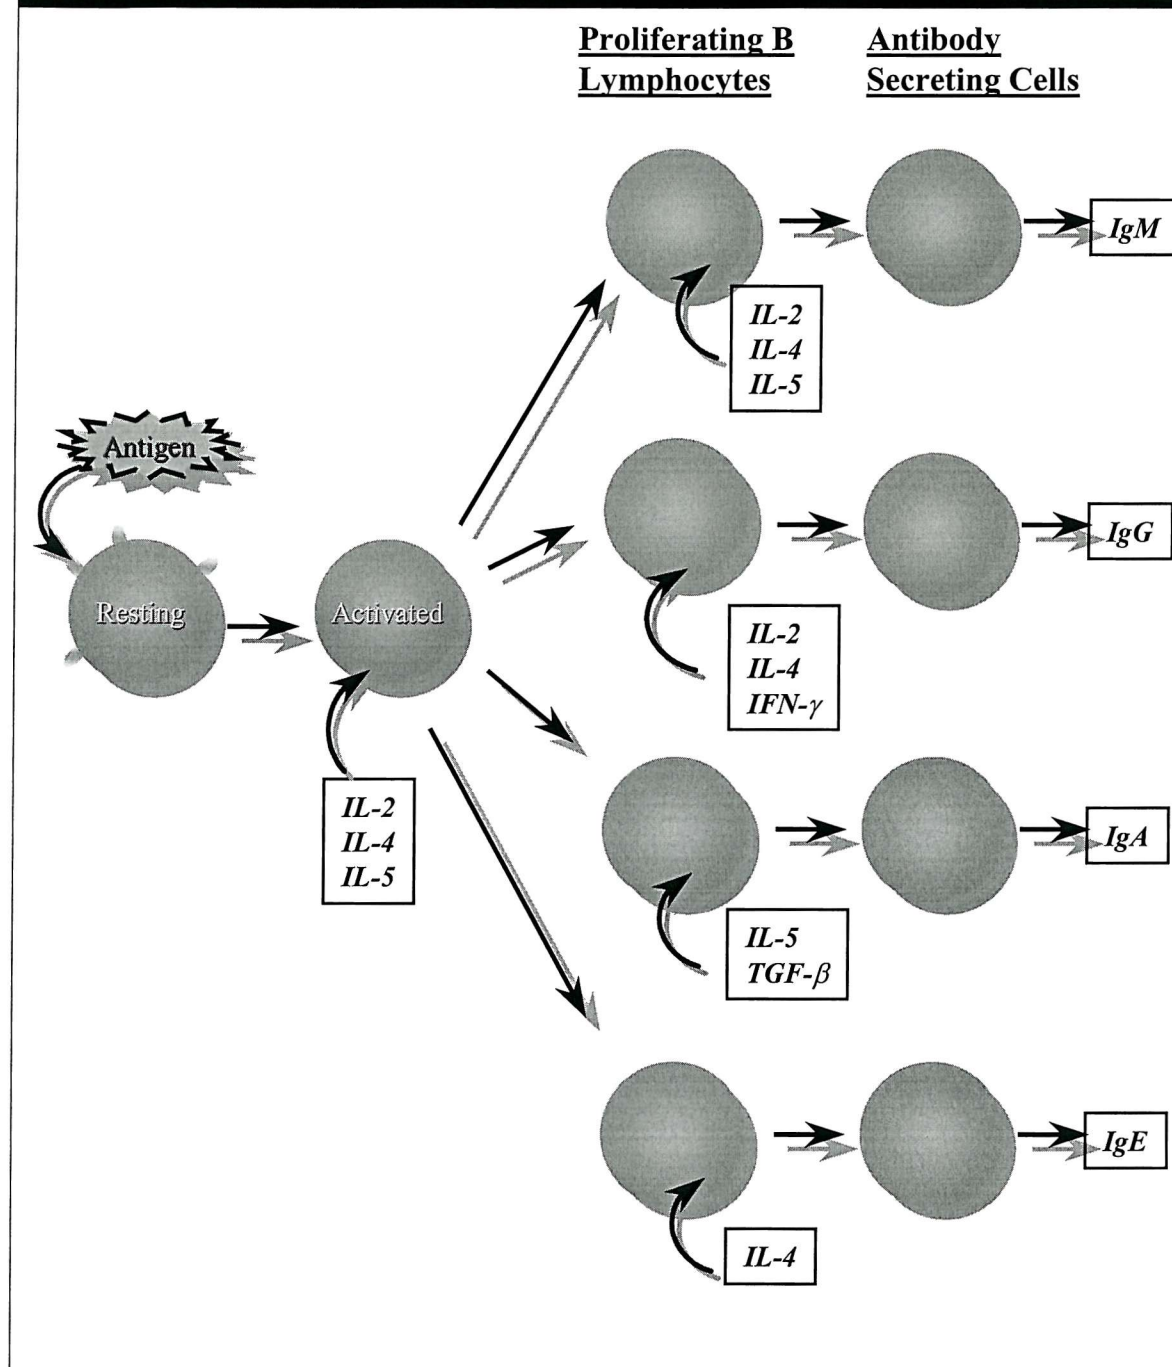 Proliferating B
Lymphocytes
Antibody
Secreting Cells
IgM
IL-2
IL-4
IL-5
Antigen
IgG
Resting
Activated
IL-2
IL-4
IFN-γ
IL-2
IL-4
IL-5
IgA
IL-5
TGF-β
IgE
IL-4